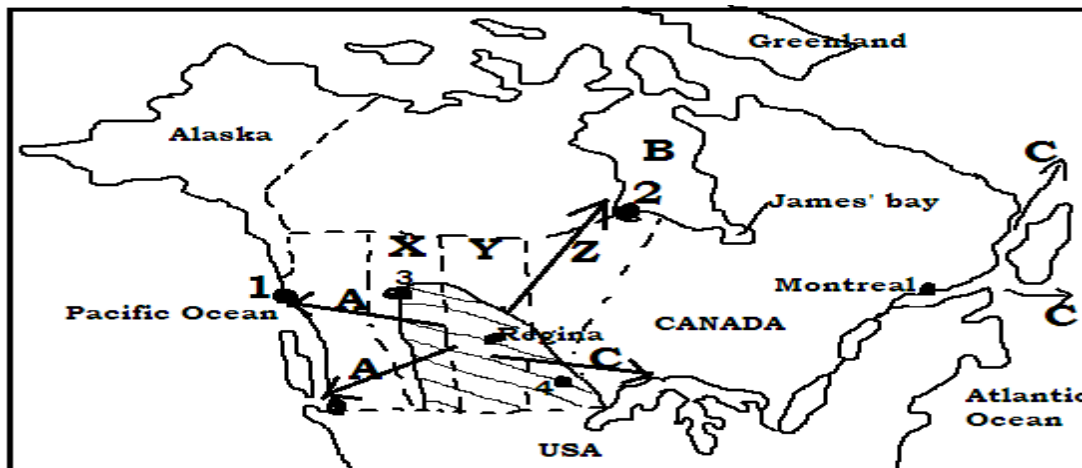 Greenland
Alaska
B
C
2
James' bay
X
Y
Z
3
1
A
Montreal
C
Pacific Ocean
Regina
CANADA
C
A
4
Atlantic
Ocean
USA